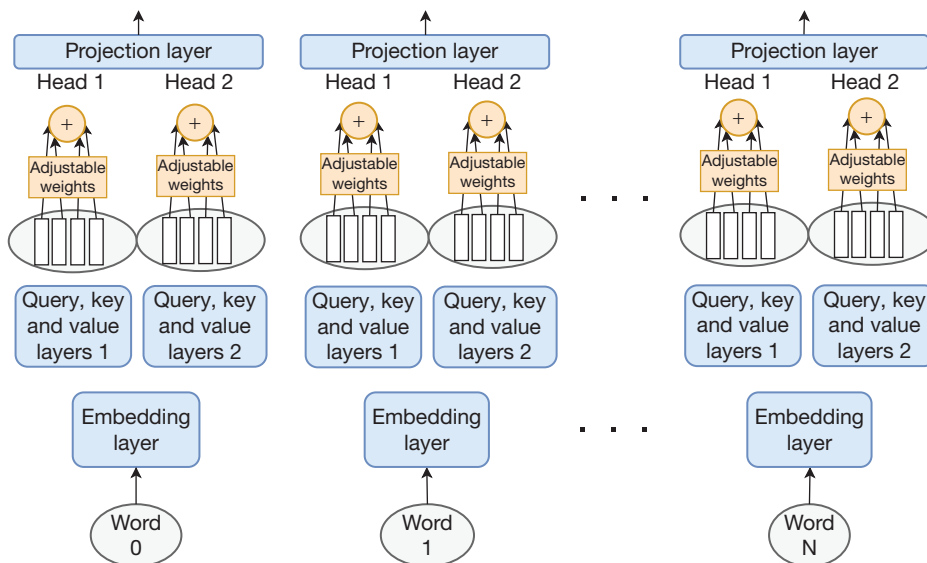 Projection layer
Projection layer
Projection layer
Head 1
Head 2
Head 1
Head 2
Head 1
Head 2
+
+
+
+
+
+
Adjustable
weights
Adjustable
weights
Adjustable
weights
Adjustable
weights
Adjustable
weights
Adjustable
weights
. . .
Query, key
and value
layers 1
Query, key
and value
layers 2
Query, key
and value
layers 1
Query, key
and value
layers 2
Query, key
and value
layers 1
Query, key
and value
layers 2
Embedding
layer
Embedding
layer
. . .
Embedding
layer
Word
0
Word
1
Word
N